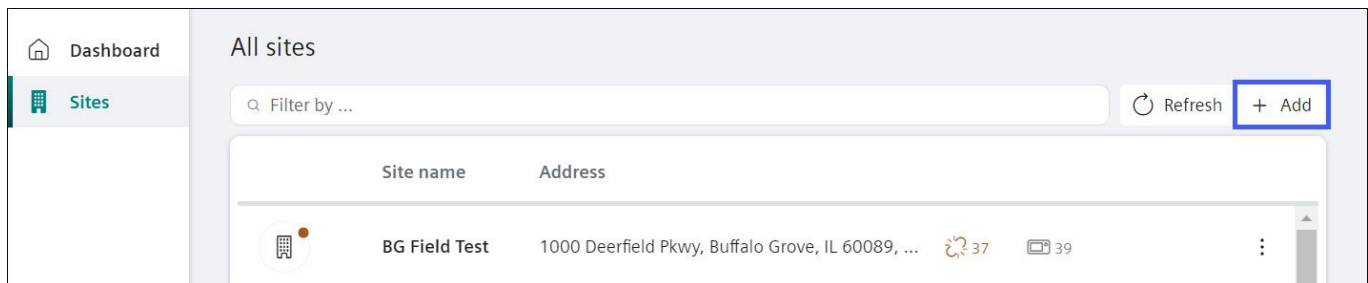 Dashboard
Sites
All sites
Filter by ...
Refresh
+ Add
Site name Address
BG Field Test 1000 Deerfield Pkwy, Buffalo Grove, IL 60089, ... 37 39